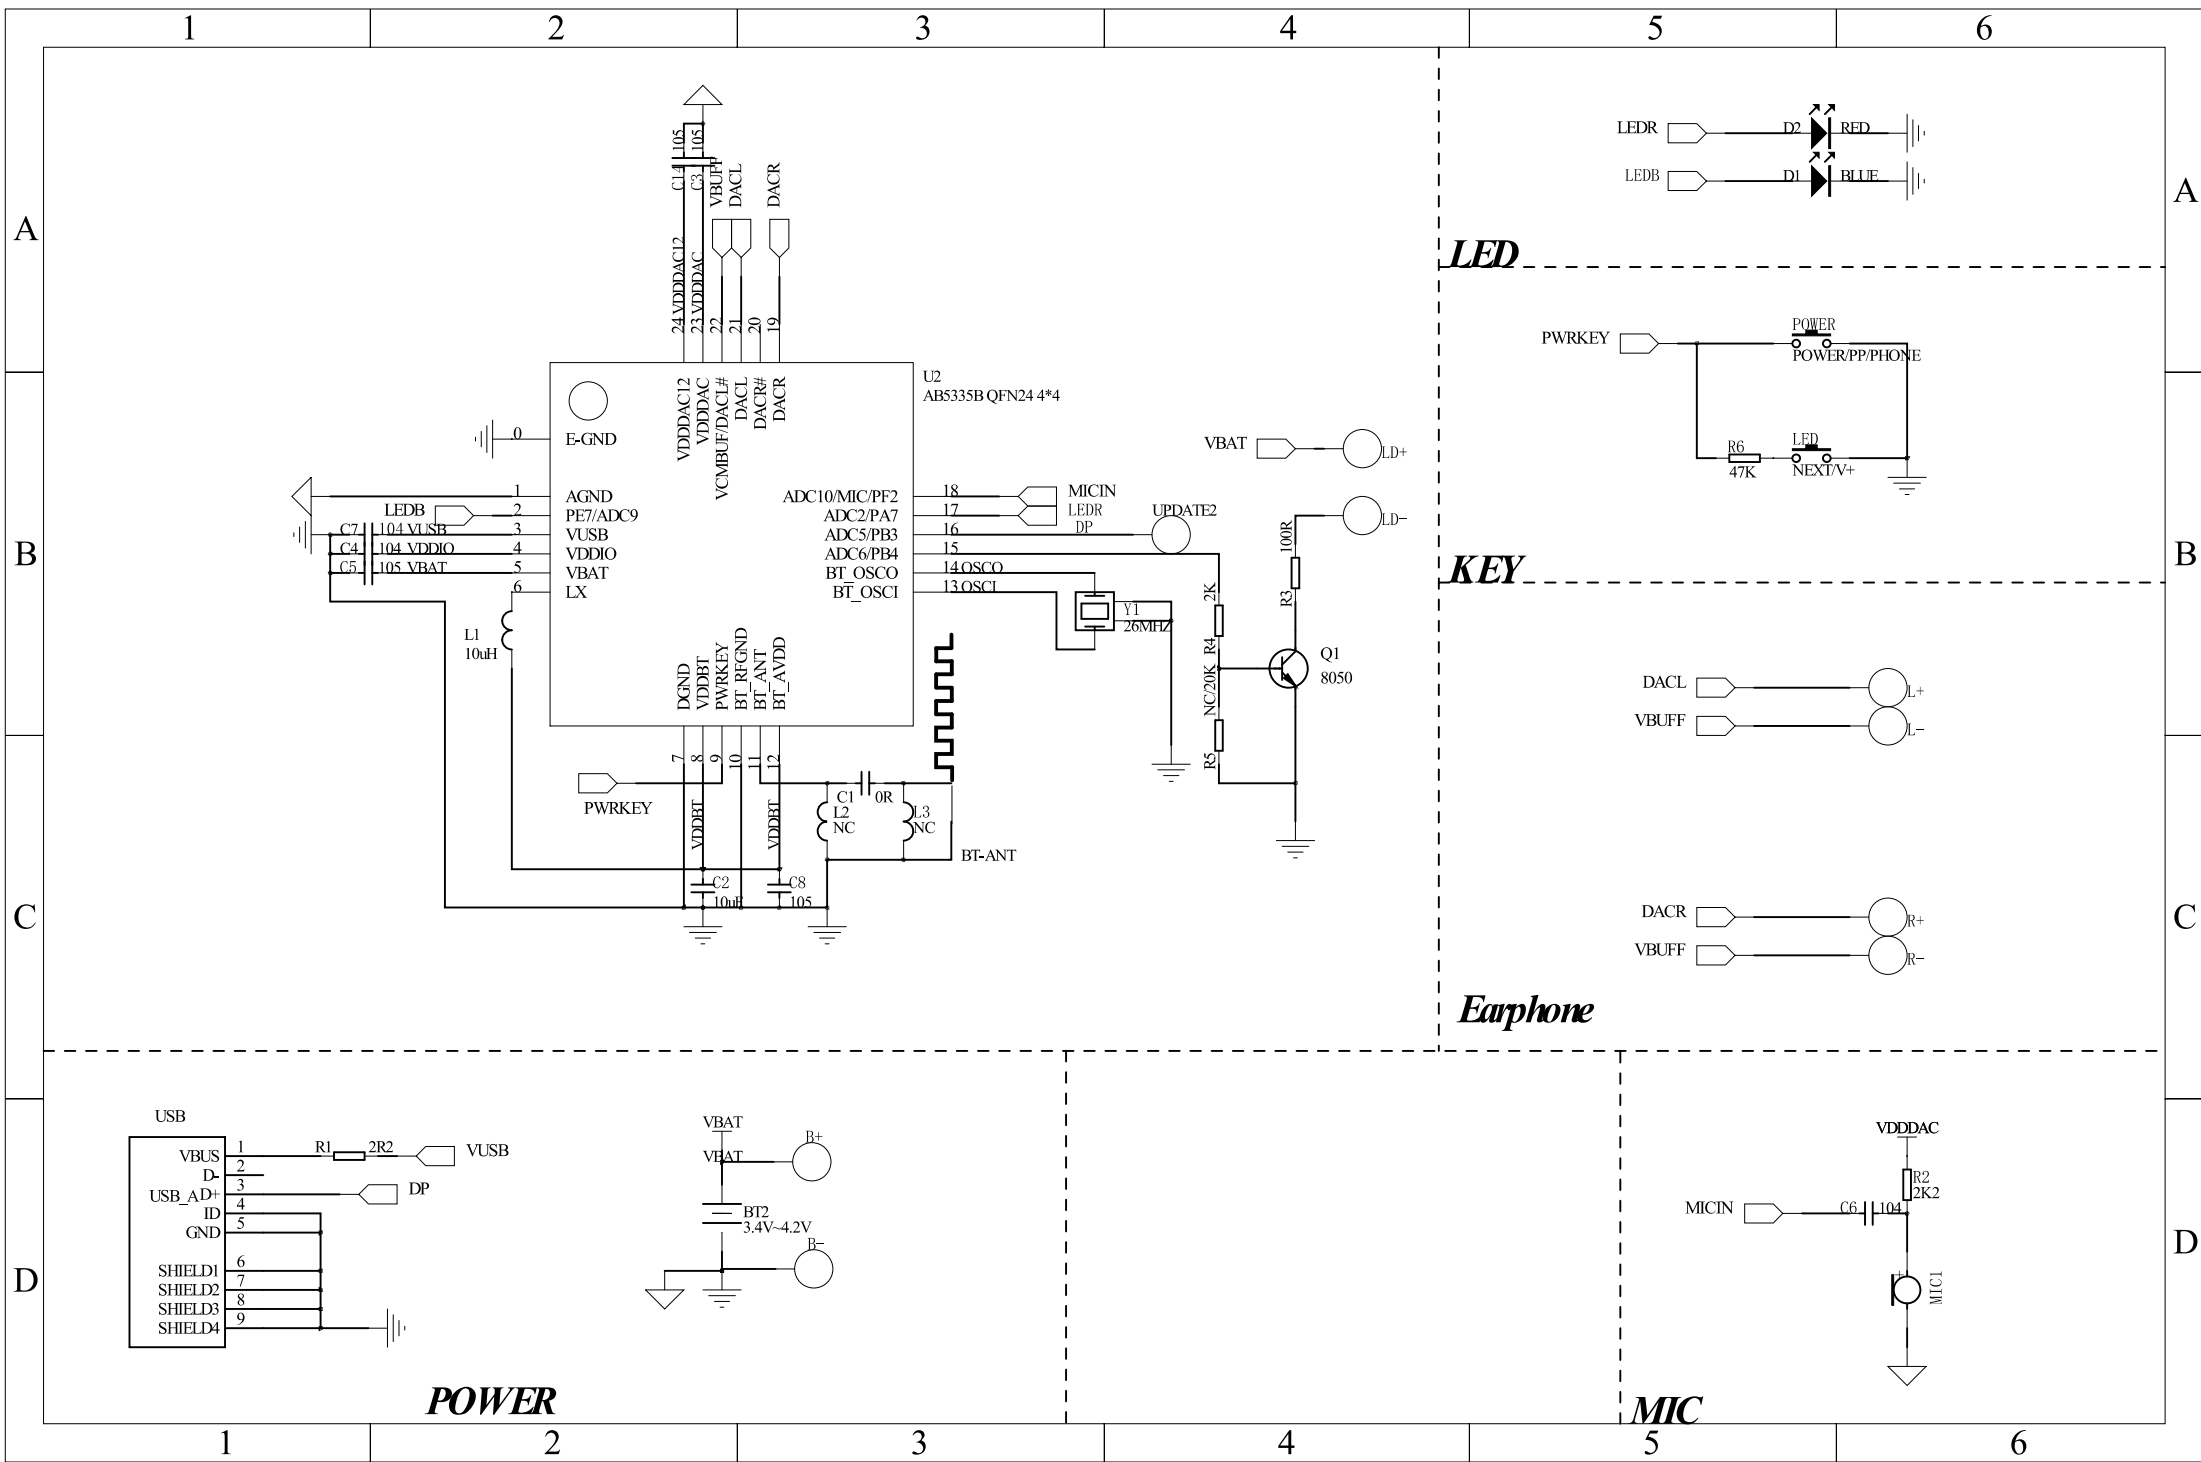 1 2 3 4 5 6
A
B
C
D
A
B
C
D
1 2 3 4 5 6
105
105
C14
C3
VBUFF
DACL
DACR
24 VDDDAC12
23 VDDDAC
22
21
20
19
U2
AB5335B QFN24 4*4
VDDDAC12
VDDDAC
VCMBUF/DACL#
DACL
DACR#
DACR
0 E-GND
1 AGND
LEDB 2 PE7/ADC9
C7 104 VUSB 3 VUSB
C4 104 VDDIO 4 VDDIO
C5 105 VBAT 5 VBAT
6 LX
L1
10uH
ADC10/MIC/PF2 18 MICIN
ADC2/PA7 17 LEDR
ADC5/PB3 16 DP
UPDATE2
ADC6/PB4 15
BT_OSCO 14 OSCO
BT_OSCI 13 OSCI
Y1
26MHZ
DGND
VDDBT
PWRKEY
BT_RFGND
BT_ANT
BT_AVDD
7
8
9
10
11
12
PWRKEY
VDDBT
VDDBT
C1 0R
L2
NC
L3
NC
BT-ANT
C2
10uF
C8
105
VBAT LD+
LD-
100R
R3
2K
R4
NC/20K
R5
Q1
8050
LEDR D2 RED
LEDB D1 BLUE
LED
PWRKEY
POWER
POWER/PP/PHONE
R6
47K
LED
NEXT/V+
KEY
DACL L+
VBUFF L-
DACR R+
VBUFF R-
Earphone
USB
VBUS 1 R1 2R2 VUSB
D- 2
USB_A D+ 3 DP
ID 4
GND 5
SHIELD1 6
SHIELD2 7
SHIELD3 8
SHIELD4 9
VBAT
VBAT
B+
BT2
3.4V~4.2V
B-
POWER
VDDDAC
R2
2K2
MICIN C6 104
+
MIC1
MIC